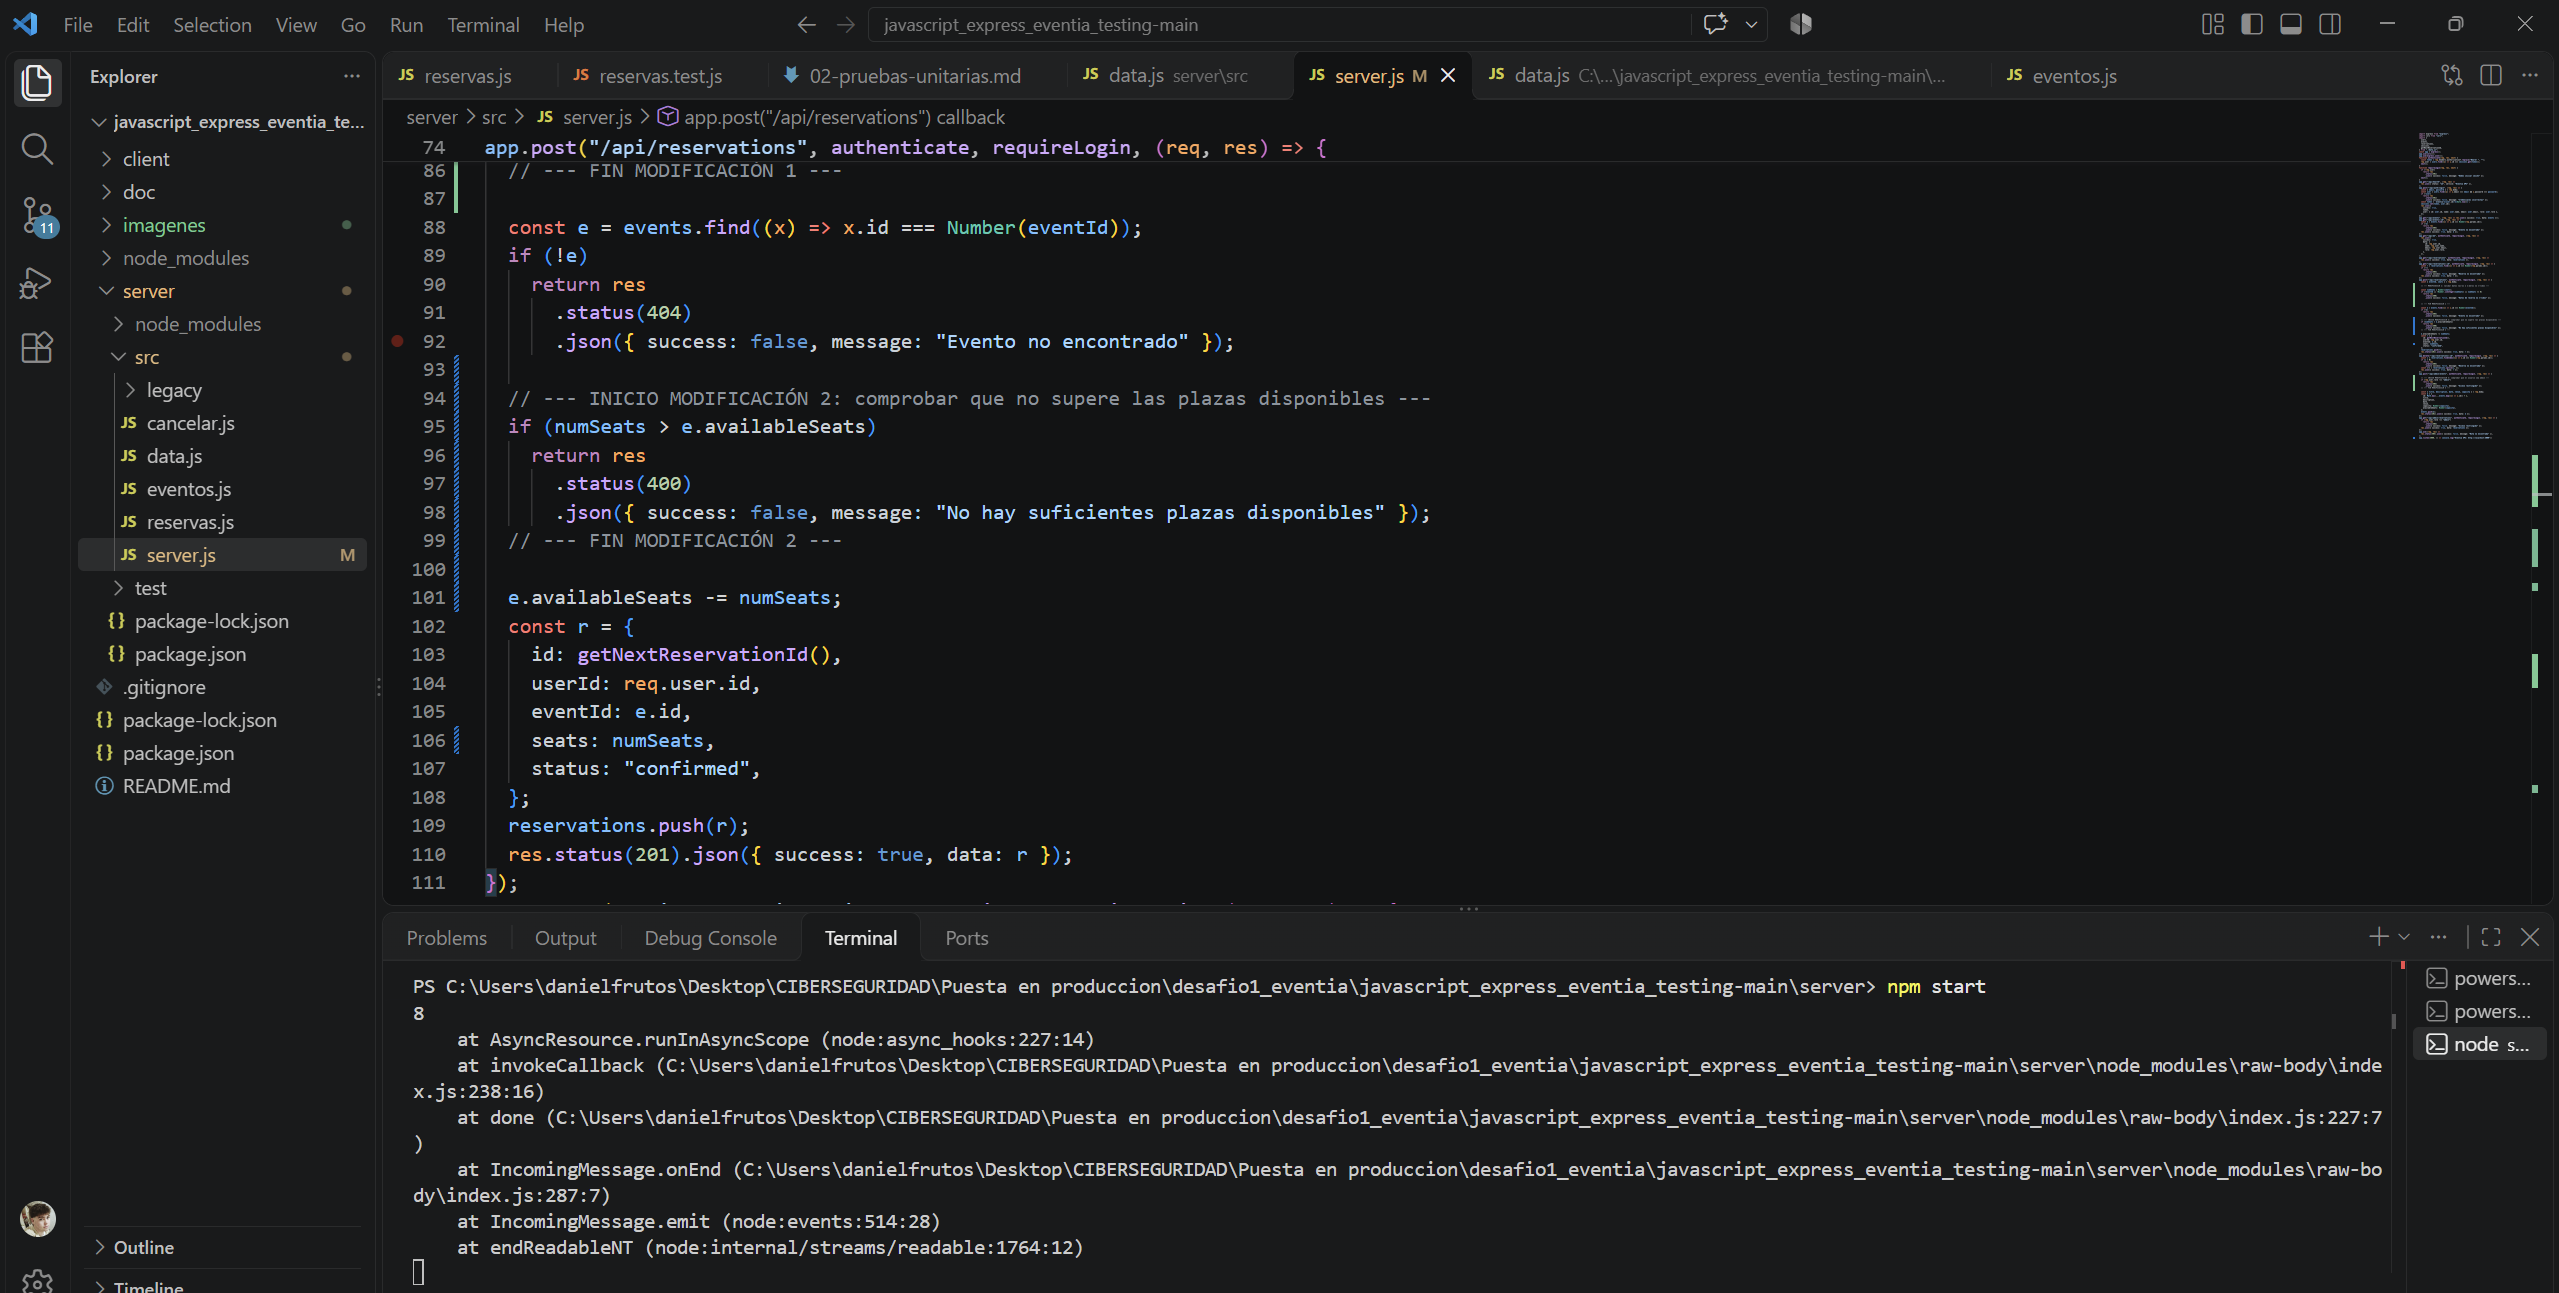 File Edit Selection View Go Run Terminal Help
javascript_express_eventia_testing-main
Explorer
javascript_express_eventia_te...
client
doc
imagenes
node_modules
server
node_modules
src
legacy
JS cancelar.js
JS data.js
JS eventos.js
JS reservas.js
JS server.js M
test
{} package-lock.json
{} package.json
.gitignore
{} package-lock.json
{} package.json
README.md
Outline
Timeline
11
JS reservas.js JS reservas.test.js 02-pruebas-unitarias.md JS data.js server\src JS server.js M JS data.js C:\...\javascript_express_eventia_testing-main\... JS eventos.js
server > src > JS server.js > app.post("/api/reservations") callback
74 app.post("/api/reservations", authenticate, requireLogin, (req, res) => {
86 // --- FIN MODIFICACIÓN 1 ---
87
88 const e = events.find((x) => x.id === Number(eventId));
89 if (!e)
90 return res
91 .status(404)
92 .json({ success: false, message: "Evento no encontrado" });
93
94 // --- INICIO MODIFICACIÓN 2: comprobar que no supere las plazas disponibles ---
95 if (numSeats > e.availableSeats)
96 return res
97 .status(400)
98 .json({ success: false, message: "No hay suficientes plazas disponibles" });
99 // --- FIN MODIFICACIÓN 2 ---
100
101 e.availableSeats -= numSeats;
102 const r = {
103 id: getNextReservationId(),
104 userId: req.user.id,
105 eventId: e.id,
106 seats: numSeats,
107 status: "confirmed",
108 };
109 reservations.push(r);
110 res.status(201).json({ success: true, data: r });
111 });
Problems Output Debug Console Terminal Ports
PS C:\Users\danielfrutos\Desktop\CIBERSEGURIDAD\Puesta en produccion\desafio1_eventia\javascript_express_eventia_testing-main\server> npm start
8
at AsyncResource.runInAsyncScope (node:async_hooks:227:14)
at invokeCallback (C:\Users\danielfrutos\Desktop\CIBERSEGURIDAD\Puesta en produccion\desafio1_eventia\javascript_express_eventia_testing-main\server\node_modules\raw-body\inde
x.js:238:16)
at done (C:\Users\danielfrutos\Desktop\CIBERSEGURIDAD\Puesta en produccion\desafio1_eventia\javascript_express_eventia_testing-main\server\node_modules\raw-body\index.js:227:7
)
at IncomingMessage.onEnd (C:\Users\danielfrutos\Desktop\CIBERSEGURIDAD\Puesta en produccion\desafio1_eventia\javascript_express_eventia_testing-main\server\node_modules\raw-bo
dy\index.js:287:7)
at IncomingMessage.emit (node:events:514:28)
at endReadableNT (node:internal/streams/readable:1764:12)
powers...
powers...
node s...